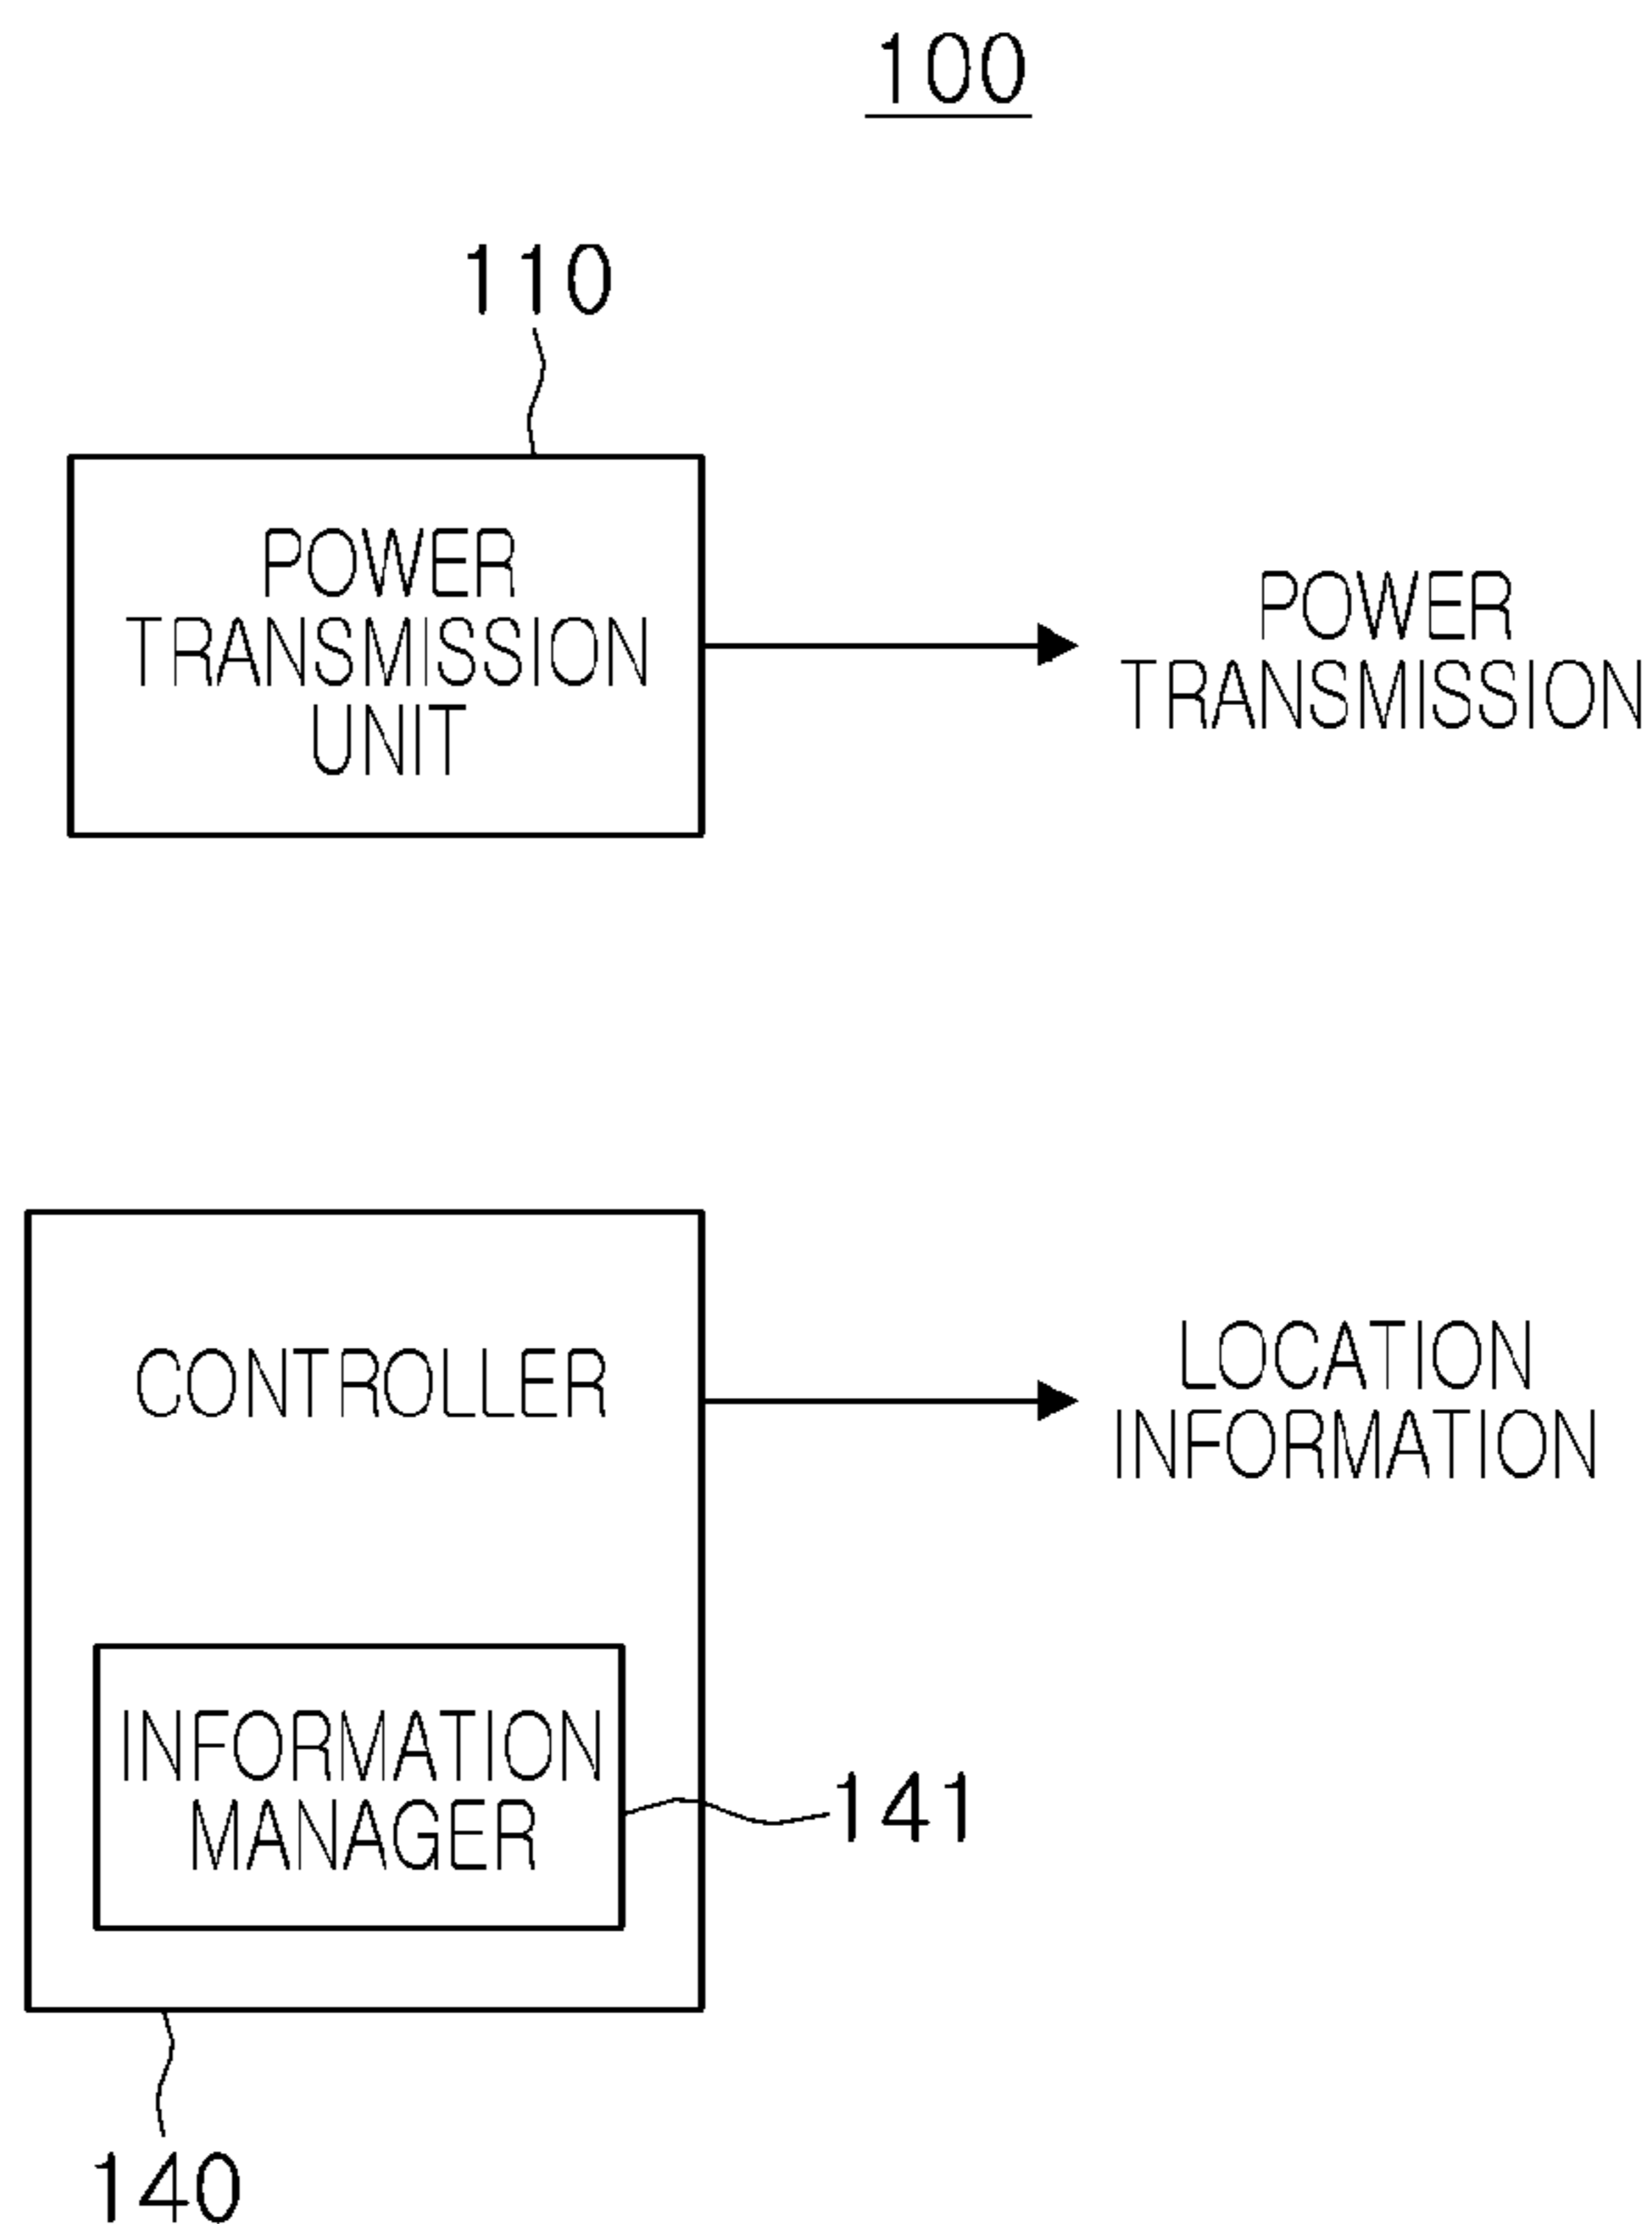 100
110
POWER
TRANSMISSION
UNIT
POWER
TRANSMISSION
CONTROLLER
LOCATION
INFORMATION
INFORMATION
MANAGER
141
140